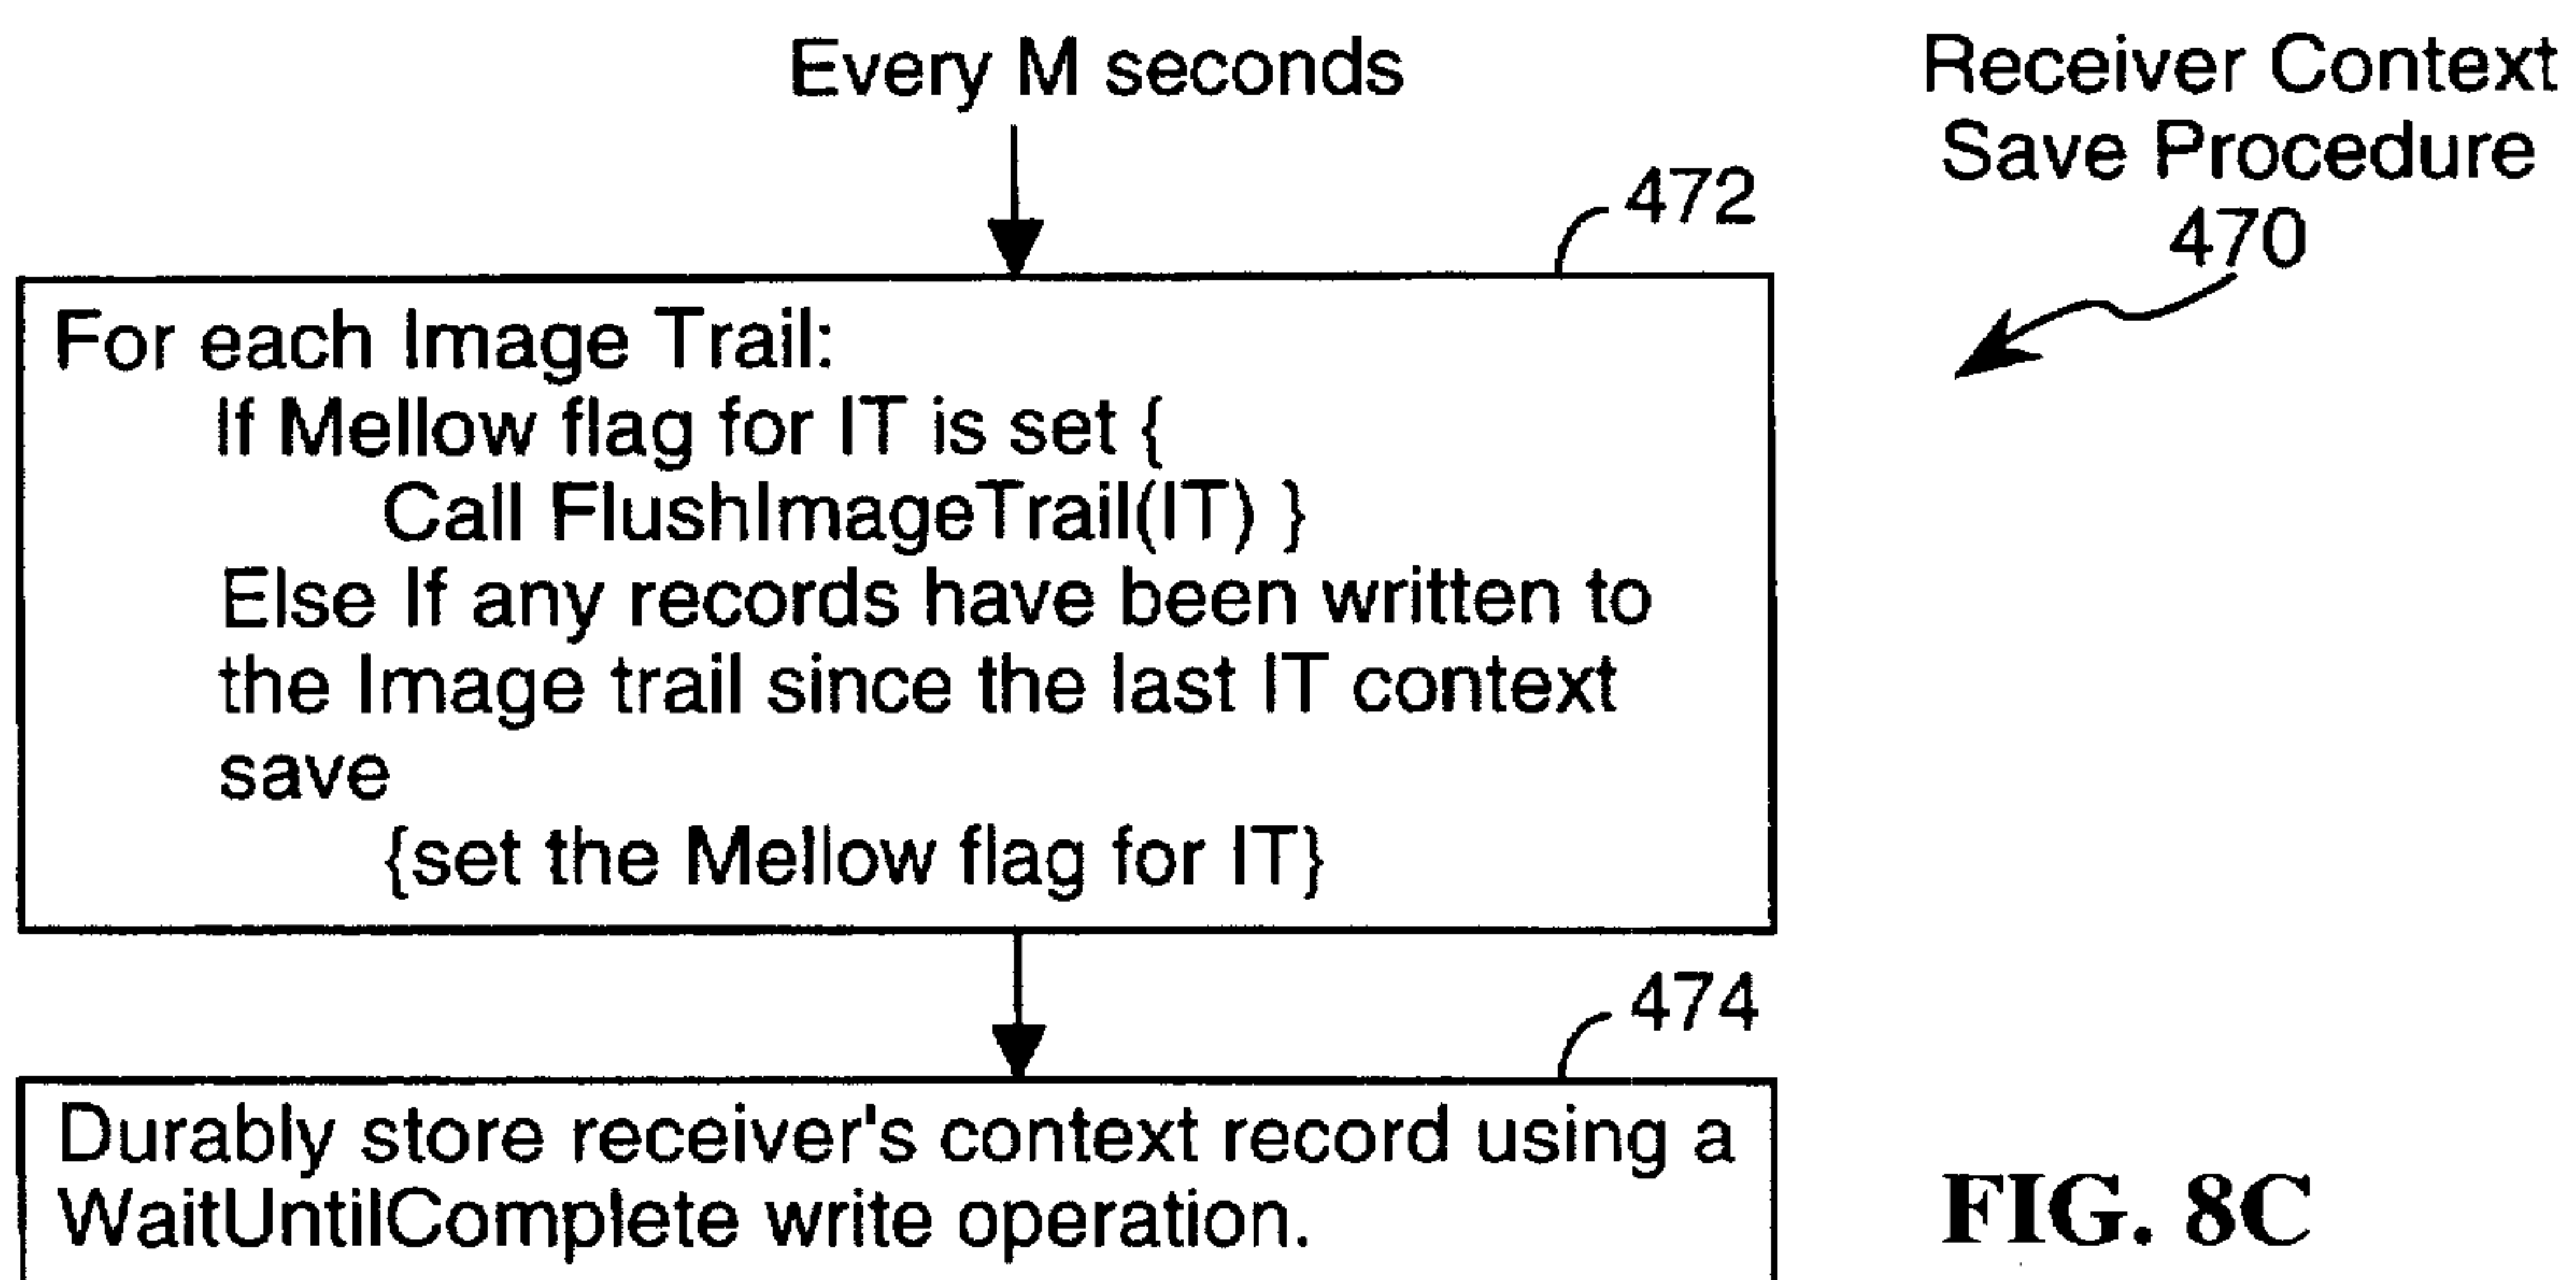 Every M seconds
Receiver Context
Save Procedure
470
472
For each Image Trail:
If Mellow flag for IT is set {
Call FlushImageTrail(IT) }
Else If any records have been written to
the Image trail since the last IT context
save
{set the Mellow flag for IT}
474
Durably store receiver's context record using a
WaitUntilComplete write operation.
FIG. 8C